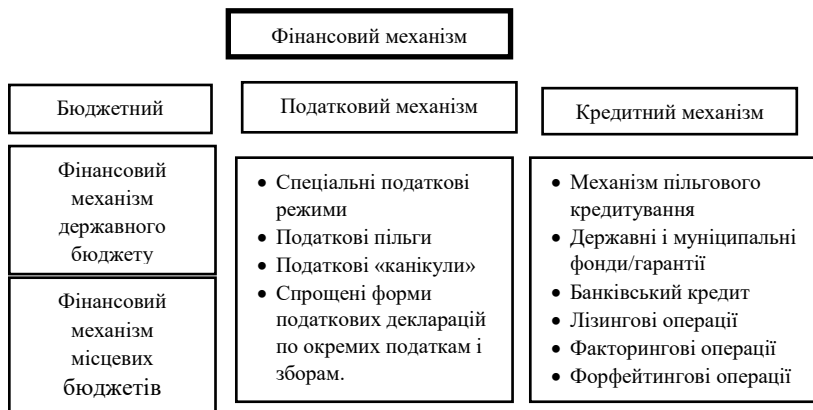 Фінансовий механізм
Бюджетний
Податковий механізм
Кредитний механізм
Фінансовий
механізм
державного
бюджету
Фінансовий
механізм
місцевих
бюджетів
• Спеціальні податкові
режими
• Податкові пільги
• Податкові «канікули»
• Спрощені форми
податкових декларацій
по окремих податкам і
зборам.
• Механізм пільгового
кредитування
• Державні і муніципальні
фонди/гарантії
• Банківський кредит
• Лізингові операції
• Факторингові операції
• Форфейтингові операції